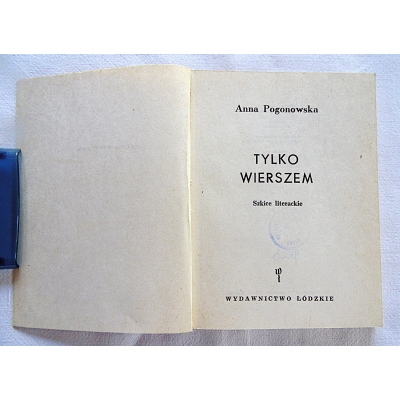 Anna Pogonowska
TYLKO
WIERSZEM
Szkice literackie
WYDAWNICTWO ŁÓDZKIE